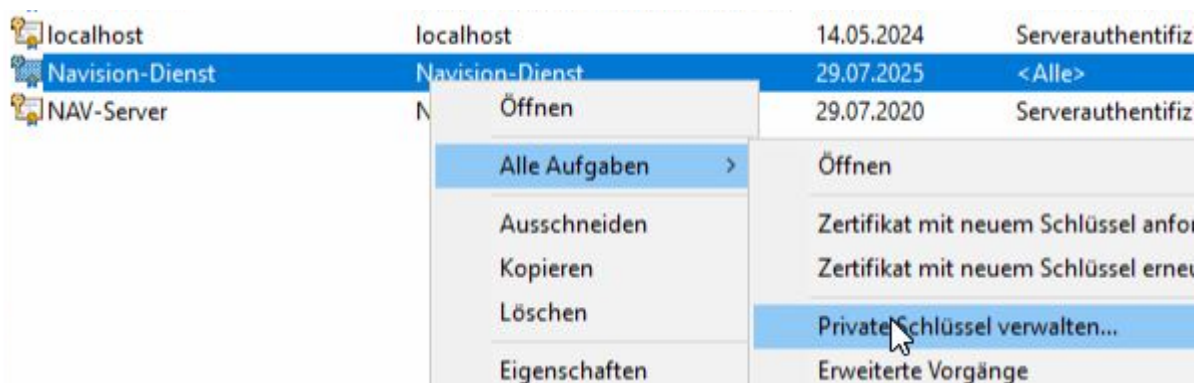 localhost localhost 14.05.2024 Serverauthentifiz
Navision-Dienst Navision-Dienst 29.07.2025 <Alle>
NAV-Server N 29.07.2020 Serverauthentifiz
Öffnen
Alle Aufgaben >
Ausschneiden
Kopieren
Löschen
Eigenschaften
Öffnen
Zertifikat mit neuem Schlüssel anfor
Zertifikat mit neuem Schlüssel erneu
Private Schlüssel verwalten...
Erweiterte Vorgänge